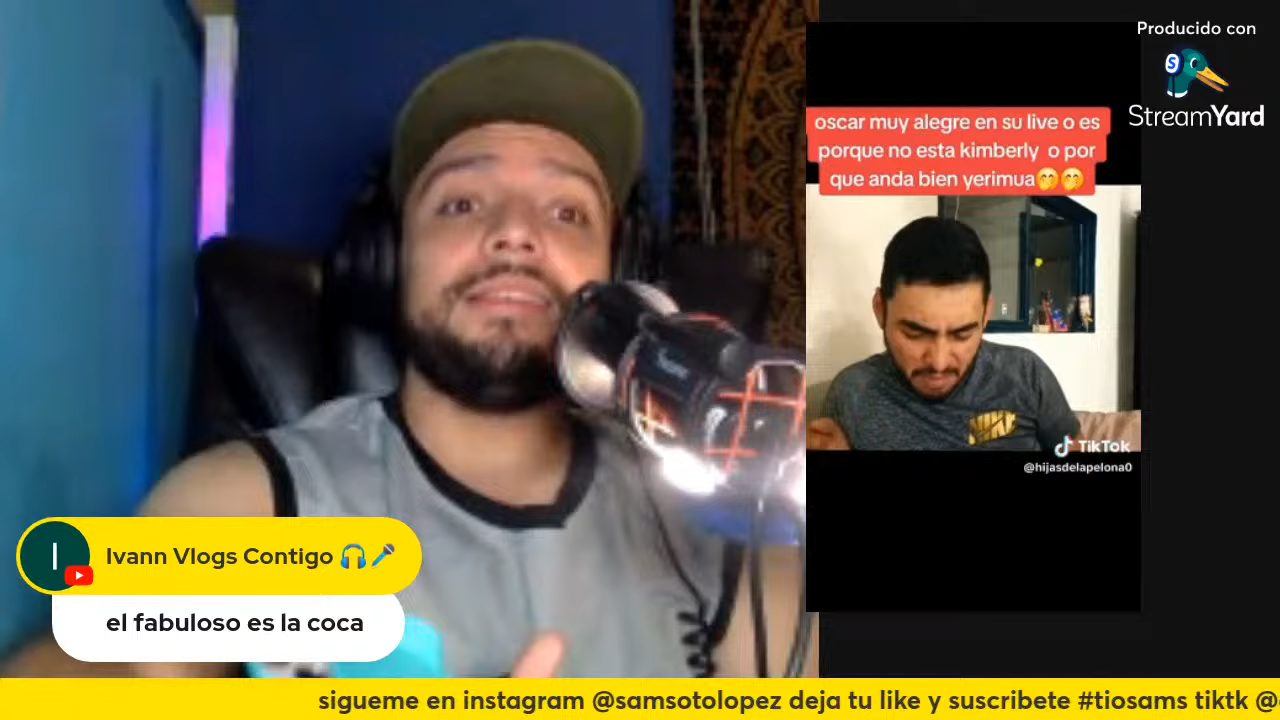 Producido con
StreamYard
oscar muy alegre en su live o es
porque no esta kimberly o por
que anda bien yerimua🤭🤭
TikTok
@hijasdelapelona0
I
Ivann Vlogs Contigo 🎧🎤
el fabuloso es la coca
sigueme en instagram @samsotolopez deja tu like y suscribete #tiosams tiktk @